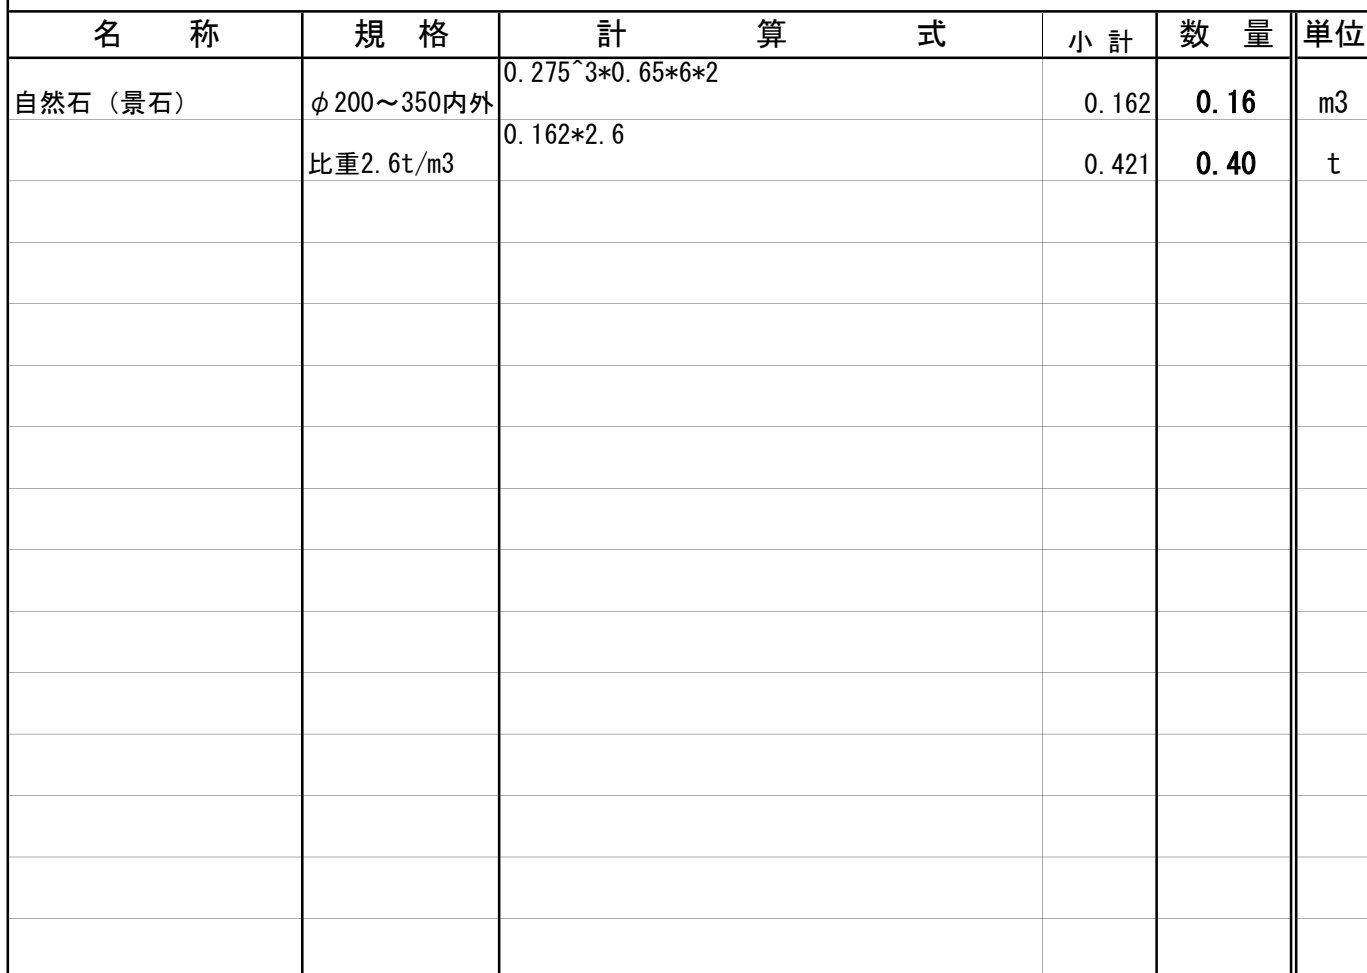 名 称 規 格 計 算 式 小 計 数 量 単位
0.275^3*0.65*6*2
自然石（景石） φ200～350内外 0.162 0.16 m3
0.162*2.6
比重2.6t/m3 0.421 0.40 t